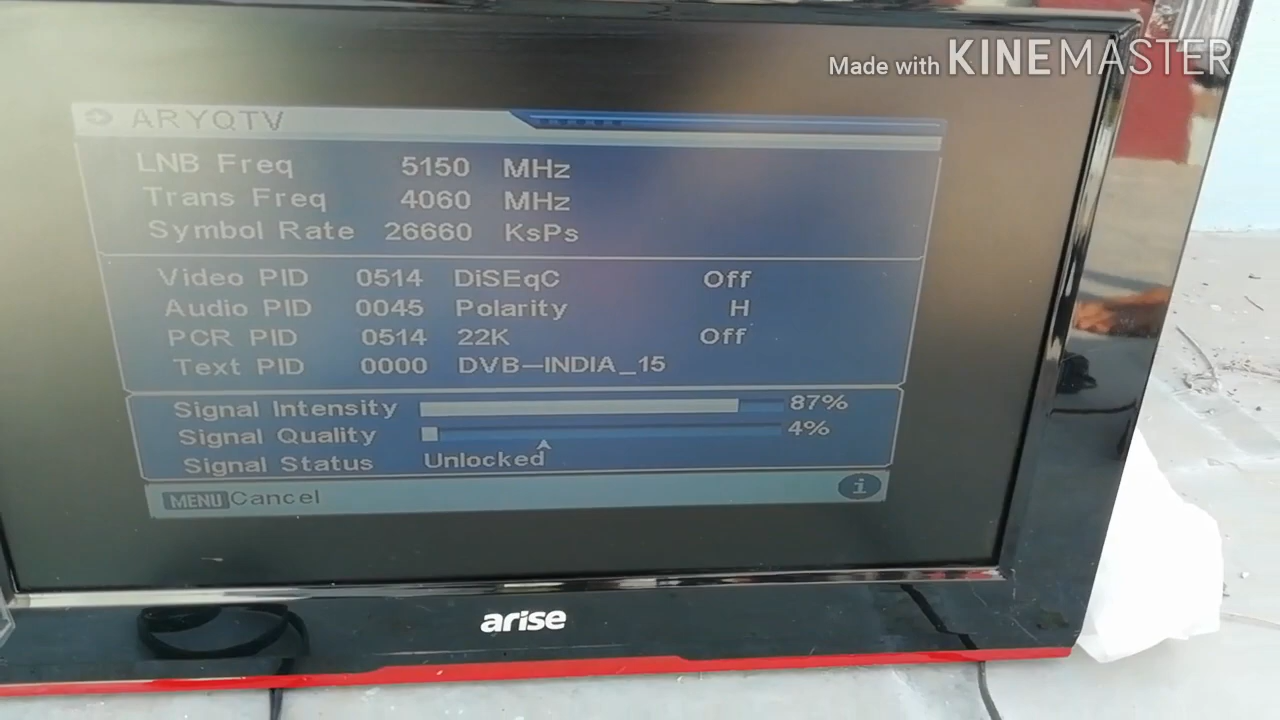 Made with KINEMASTER
ARYQTV
LNB Freq 5150 MHz
Trans Freq 4060 MHz
Symbol Rate 26660 KsPs
Video PID 0514 DiSEqC Off
Audio PID 0045 Polarity H
PCR PID 0514 22K Off
Text PID 0000 DVB-INDIA_15
Signal Intensity 87%
Signal Quality 4%
Signal Status Unlocked
MENU Cancel i
arise